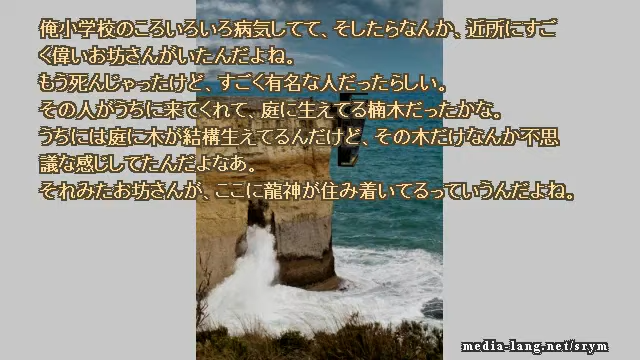 俺小学校のころいろいろ病気してて、そしたらなんか、近所にすご
く偉いお坊さんがいたんだよね。
もう死んじゃったけど、すごく有名な人だったらしい。
その人がうちに来てくれて、庭に生えてる楠木だったかな。
うちには庭に木が結構生えてるんだけど、その木だけなんか不思
議な感じしてたんだよなあ。
それみたお坊さんが、ここに龍神が住み着いてるっていうんだよね。
media-lang.net/srym